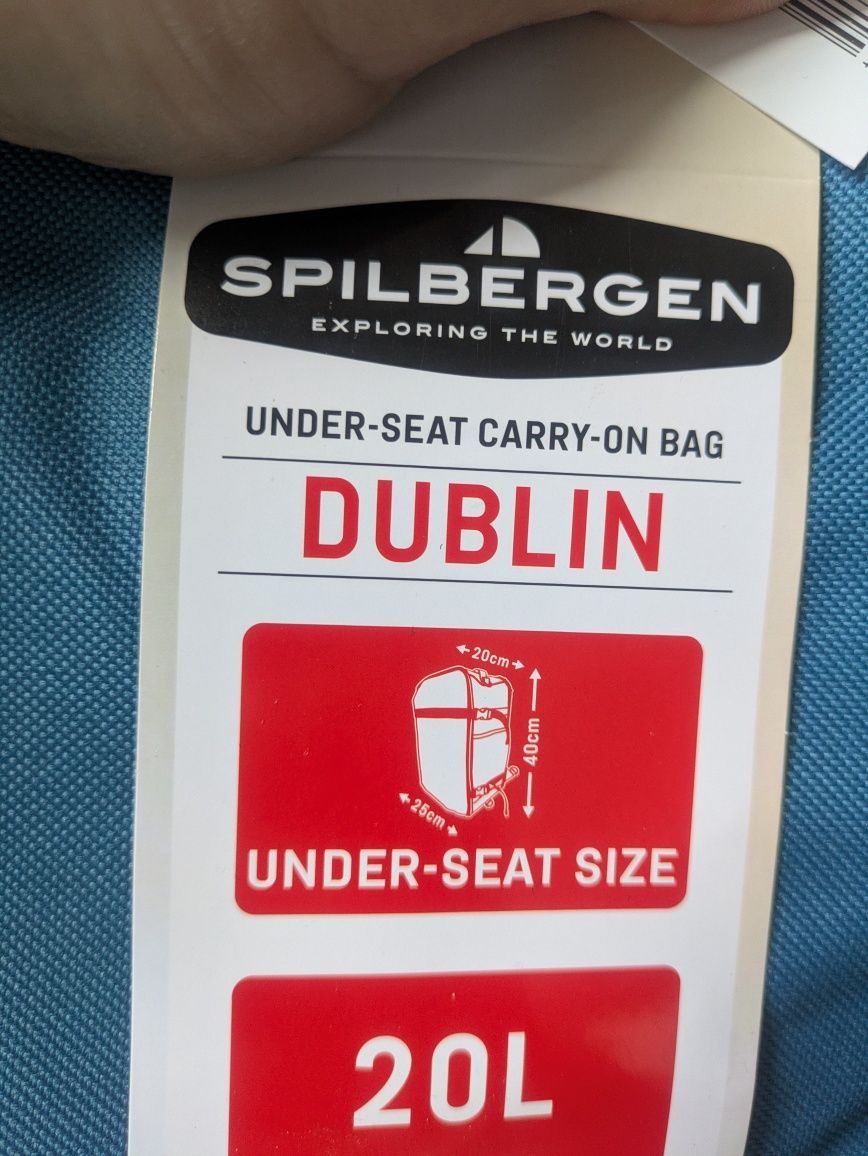 SPILBERGEN
EXPLORING THE WORLD
UNDER-SEAT CARRY-ON BAG
DUBLIN
20cm
40cm
25cm
UNDER-SEAT SIZE
20L